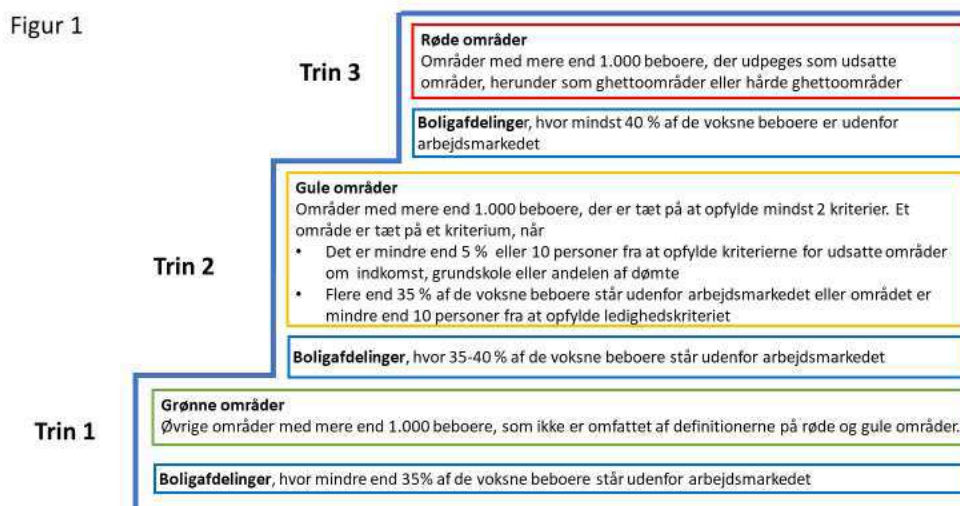 Figur 1
Trin 3
Røde områder
Områder med mere end 1.000 beboere, der udpeges som udsatte
områder, herunder som ghettoområder eller hårde ghettoområder
Boligafdelinger, hvor mindst 40 % af de voksne beboere er udenfor
arbejdsmarkedet
Trin 2
Gule områder
Områder med mere end 1.000 beboere, der er tæt på at opfylde mindst 2 kriterier. Et
område er tæt på et kriterium, når
• Det er mindre end 5 % eller 10 personer fra at opfylde kriterierne for udsatte områder
om indkomst, grundskole eller andelen af dømte
• Flere end 35 % af de voksne beboere står udenfor arbejdsmarkedet eller området er
mindre end 10 personer fra at opfylde ledighedskriteriet
Boligafdelinger, hvor 35-40 % af de voksne beboere står udenfor arbejdsmarkedet
Trin 1
Grønne områder
Øvrige områder med mere end 1.000 beboere, som ikke er omfattet af definitionerne på røde og gule områder.
Boligafdelinger, hvor mindre end 35% af de voksne beboere står udenfor arbejdsmarkedet